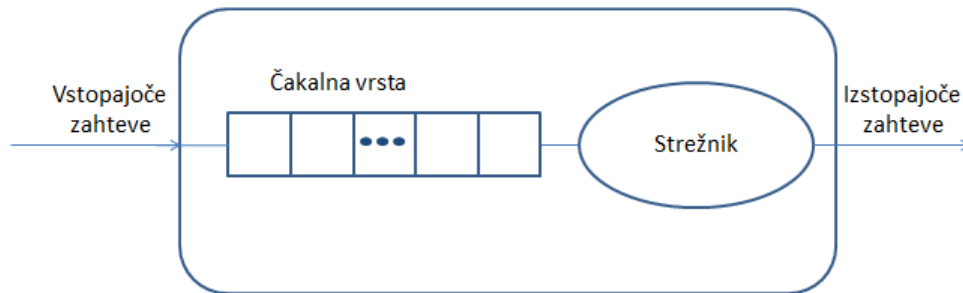 Vstopajoče
zahteve
Čakalna vrsta
Strežnik
Izstopajoče
zahteve